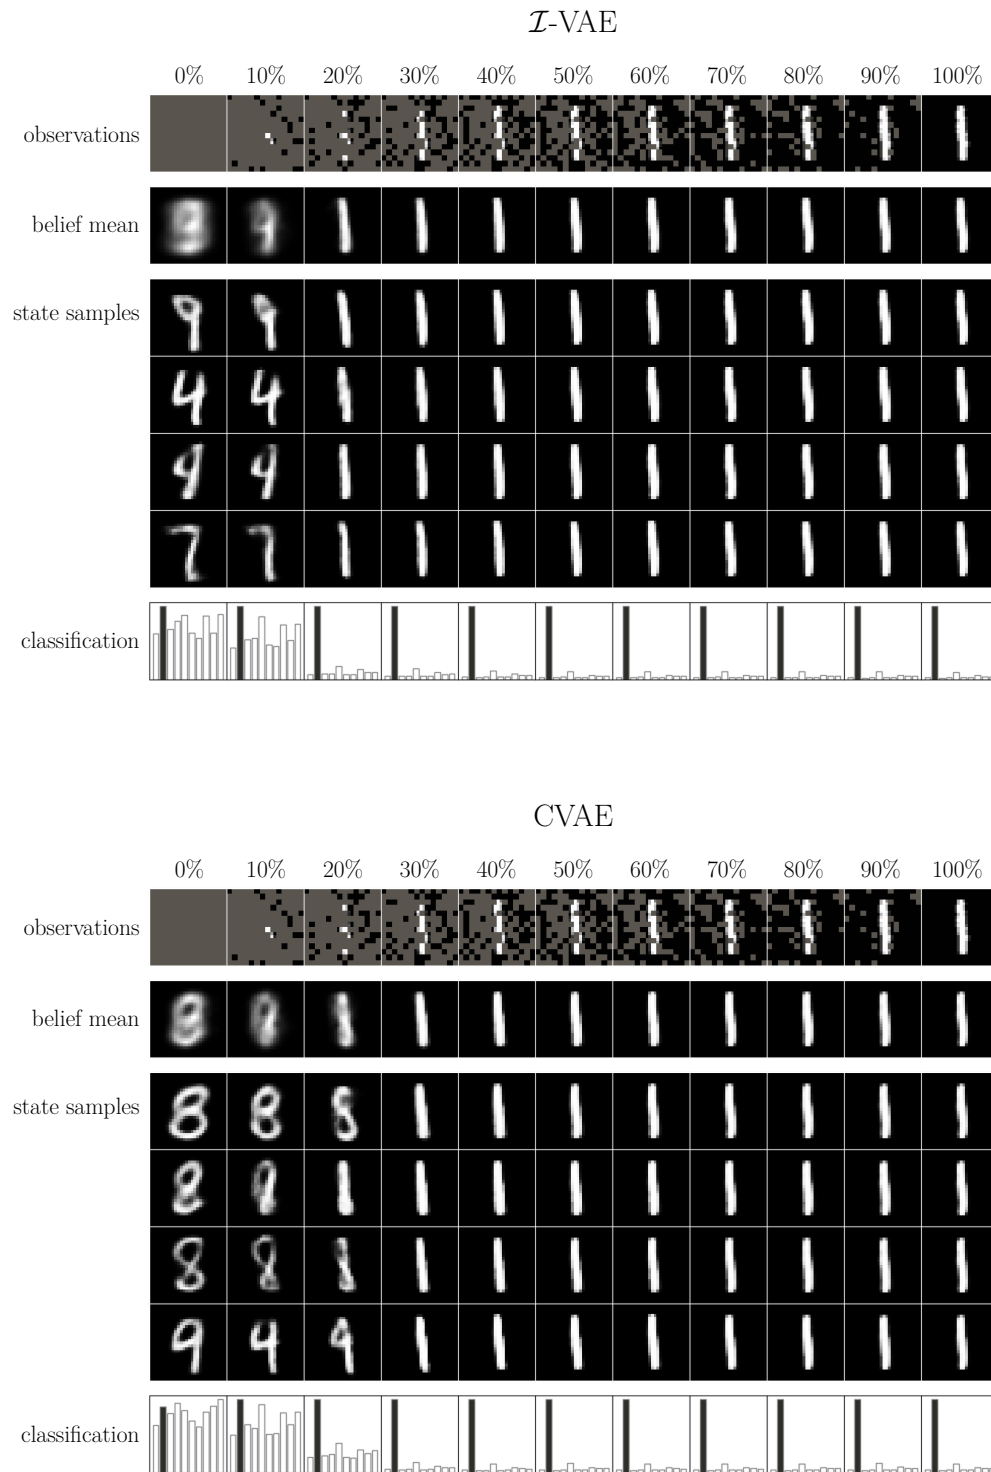 𝓘-VAE
0% 10% 20% 30% 40% 50% 60% 70% 80% 90% 100%
observations
belief mean
state samples
classification
CVAE
0% 10% 20% 30% 40% 50% 60% 70% 80% 90% 100%
observations
belief mean
state samples
classification